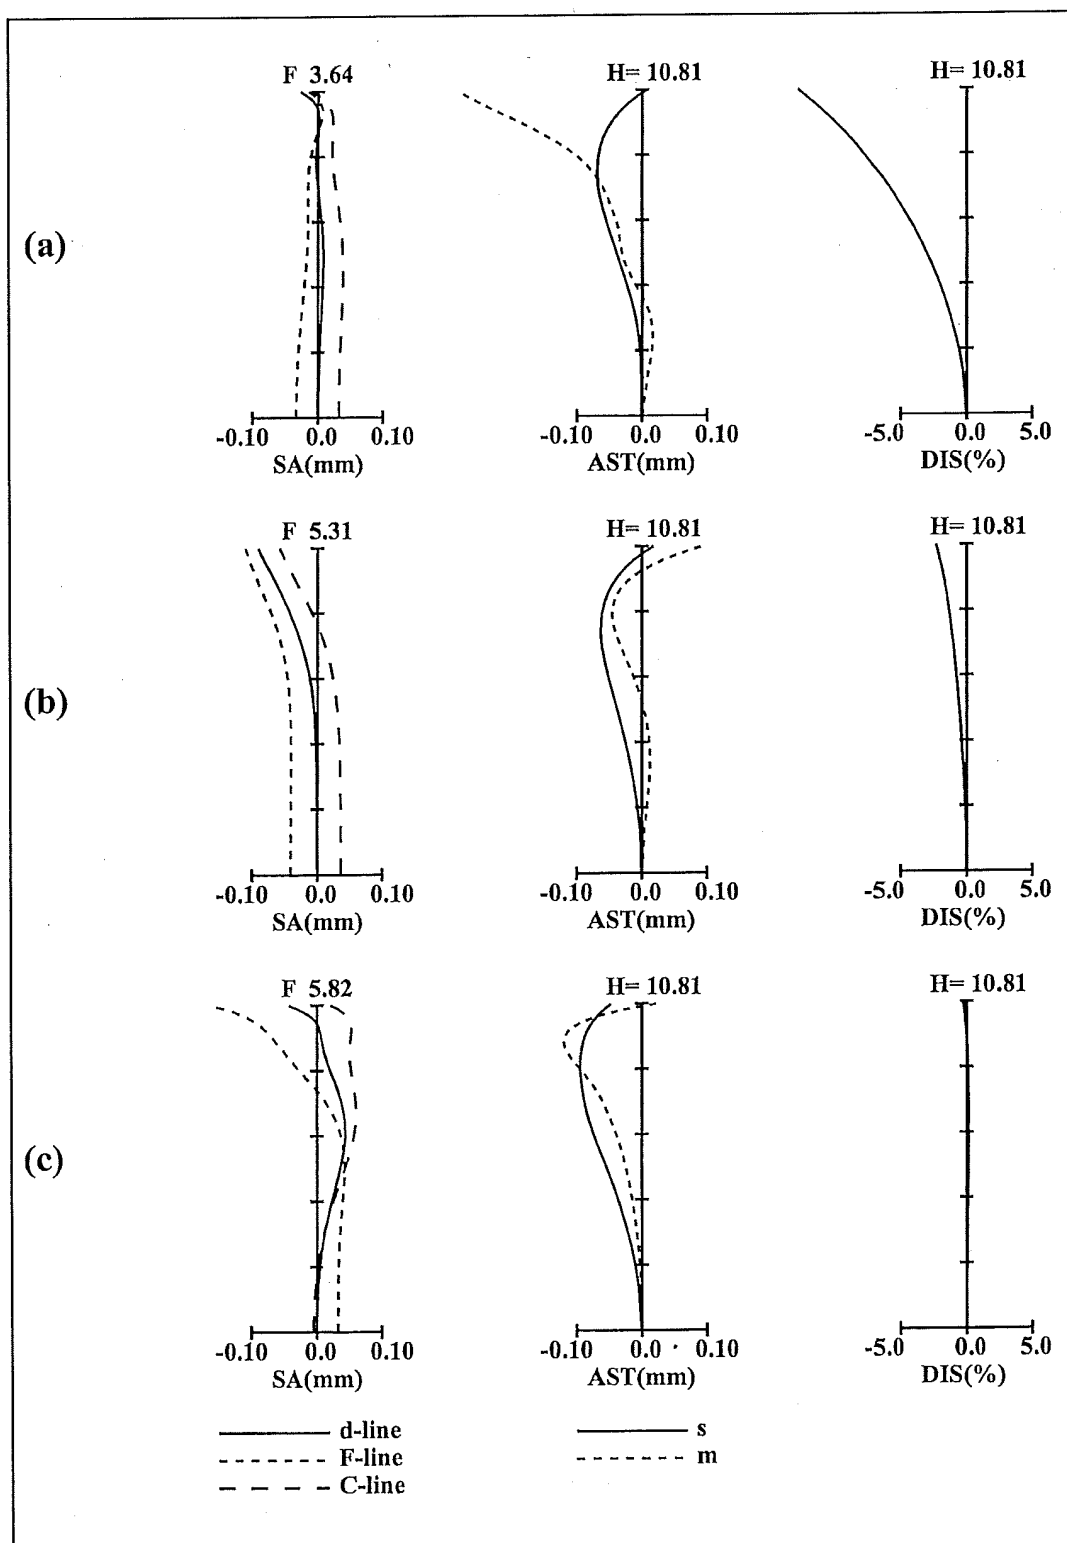 F 3.64 H= 10.81 H= 10.81
(a)
-0.10 0.0 0.10 -0.10 0.0 0.10 -5.0 0.0 5.0
SA(mm) AST(mm) DIS(%)
F 5.31 H= 10.81 H= 10.81
(b)
-0.10 0.0 0.10 -0.10 0.0 0.10 -5.0 0.0 5.0
SA(mm) AST(mm) DIS(%)
F 5.82 H= 10.81 H= 10.81
(c)
-0.10 0.0 0.10 -0.10 0.0 0.10 -5.0 0.0 5.0
SA(mm) AST(mm) DIS(%)
d-line s
F-line m
C-line